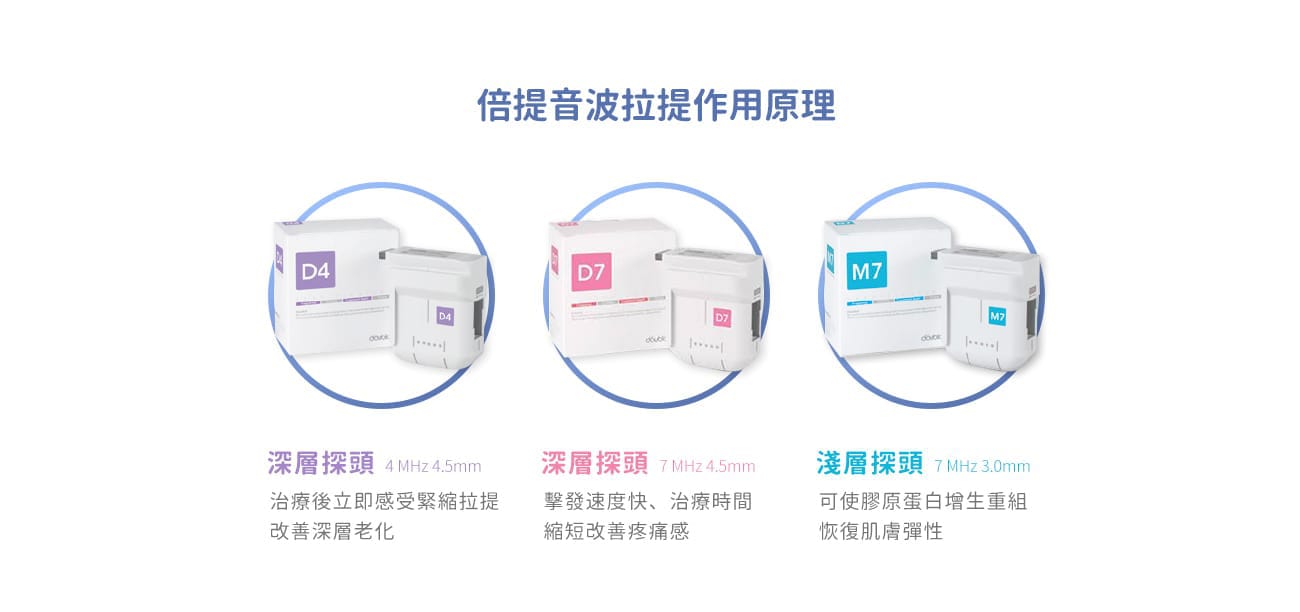 倍提音波拉提作用原理
D4
D4
D4
doublo
D7
D7
D7
doublo
M7
M7
M7
doublo
深層探頭 4 MHz 4.5mm
治療後立即感受緊縮拉提
改善深層老化
深層探頭 7 MHz 4.5mm
擊發速度快、治療時間
縮短改善疼痛感
淺層探頭 7 MHz 3.0mm
可使膠原蛋白增生重組
恢復肌膚彈性